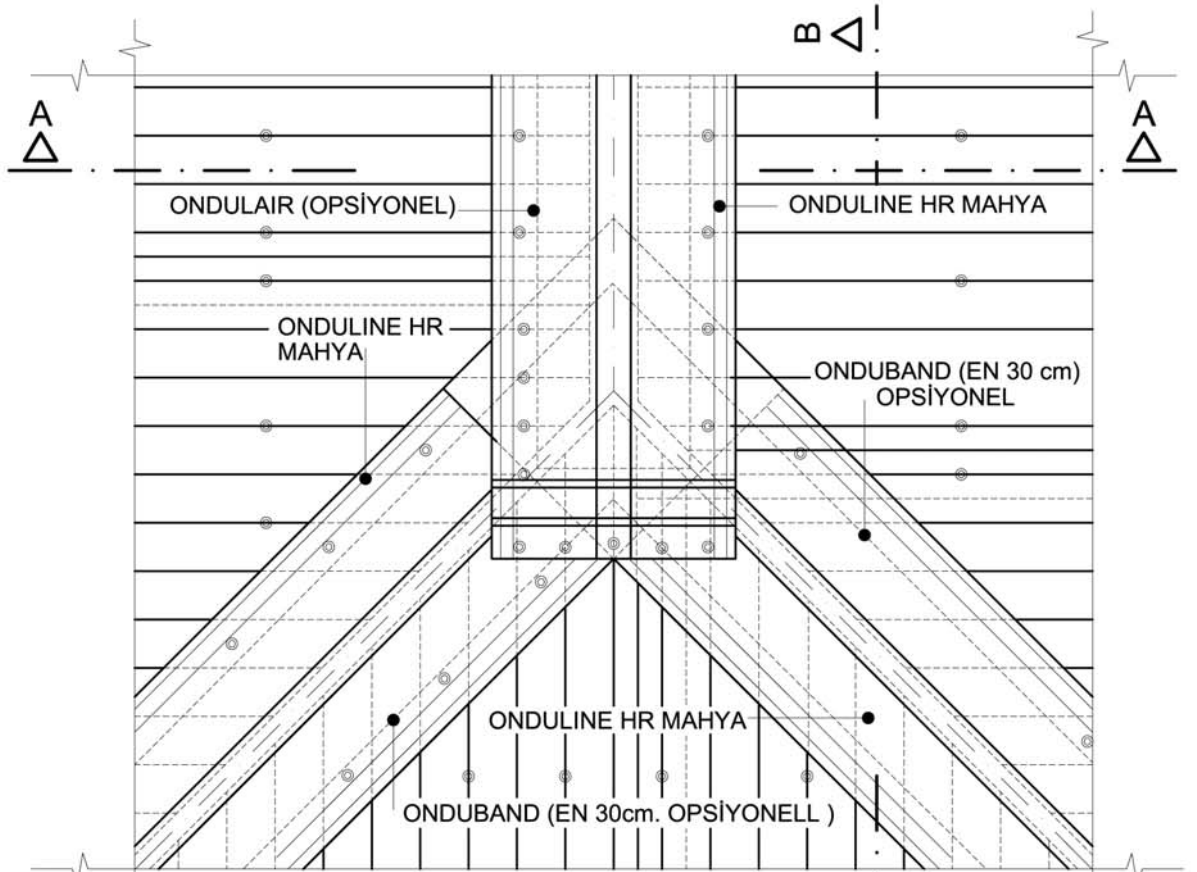 B
A
A
ONDULAIR (OPSİYONEL)
ONDULINE HR MAHYA
ONDULINE HR
MAHYA
ONDUBAND (EN 30 cm)
OPSİYONEL
ONDULINE HR MAHYA
ONDUBAND (EN 30cm. OPSİYONELL )